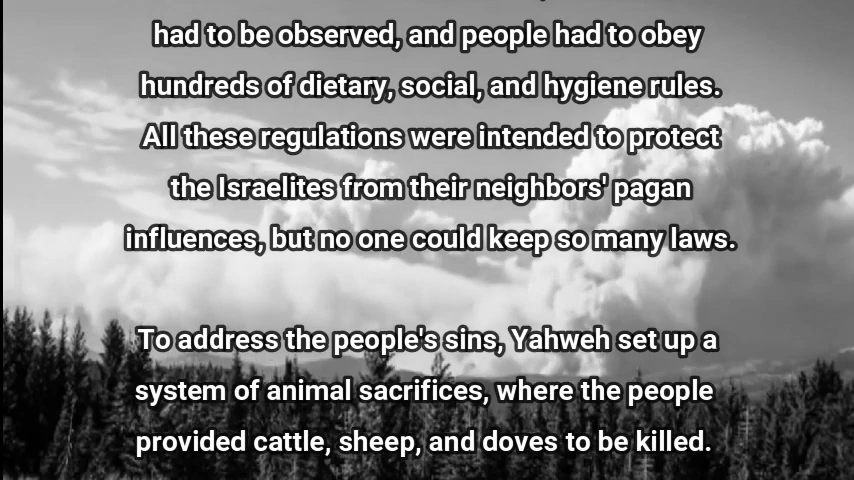 had to be observed, and people had to obey
hundreds of dietary, social, and hygiene rules.
All these regulations were intended to protect
the Israelites from their neighbors' pagan
influences, but no one could keep so many laws.
To address the people's sins, Yahweh set up a
system of animal sacrifices, where the people
provided cattle, sheep, and doves to be killed.